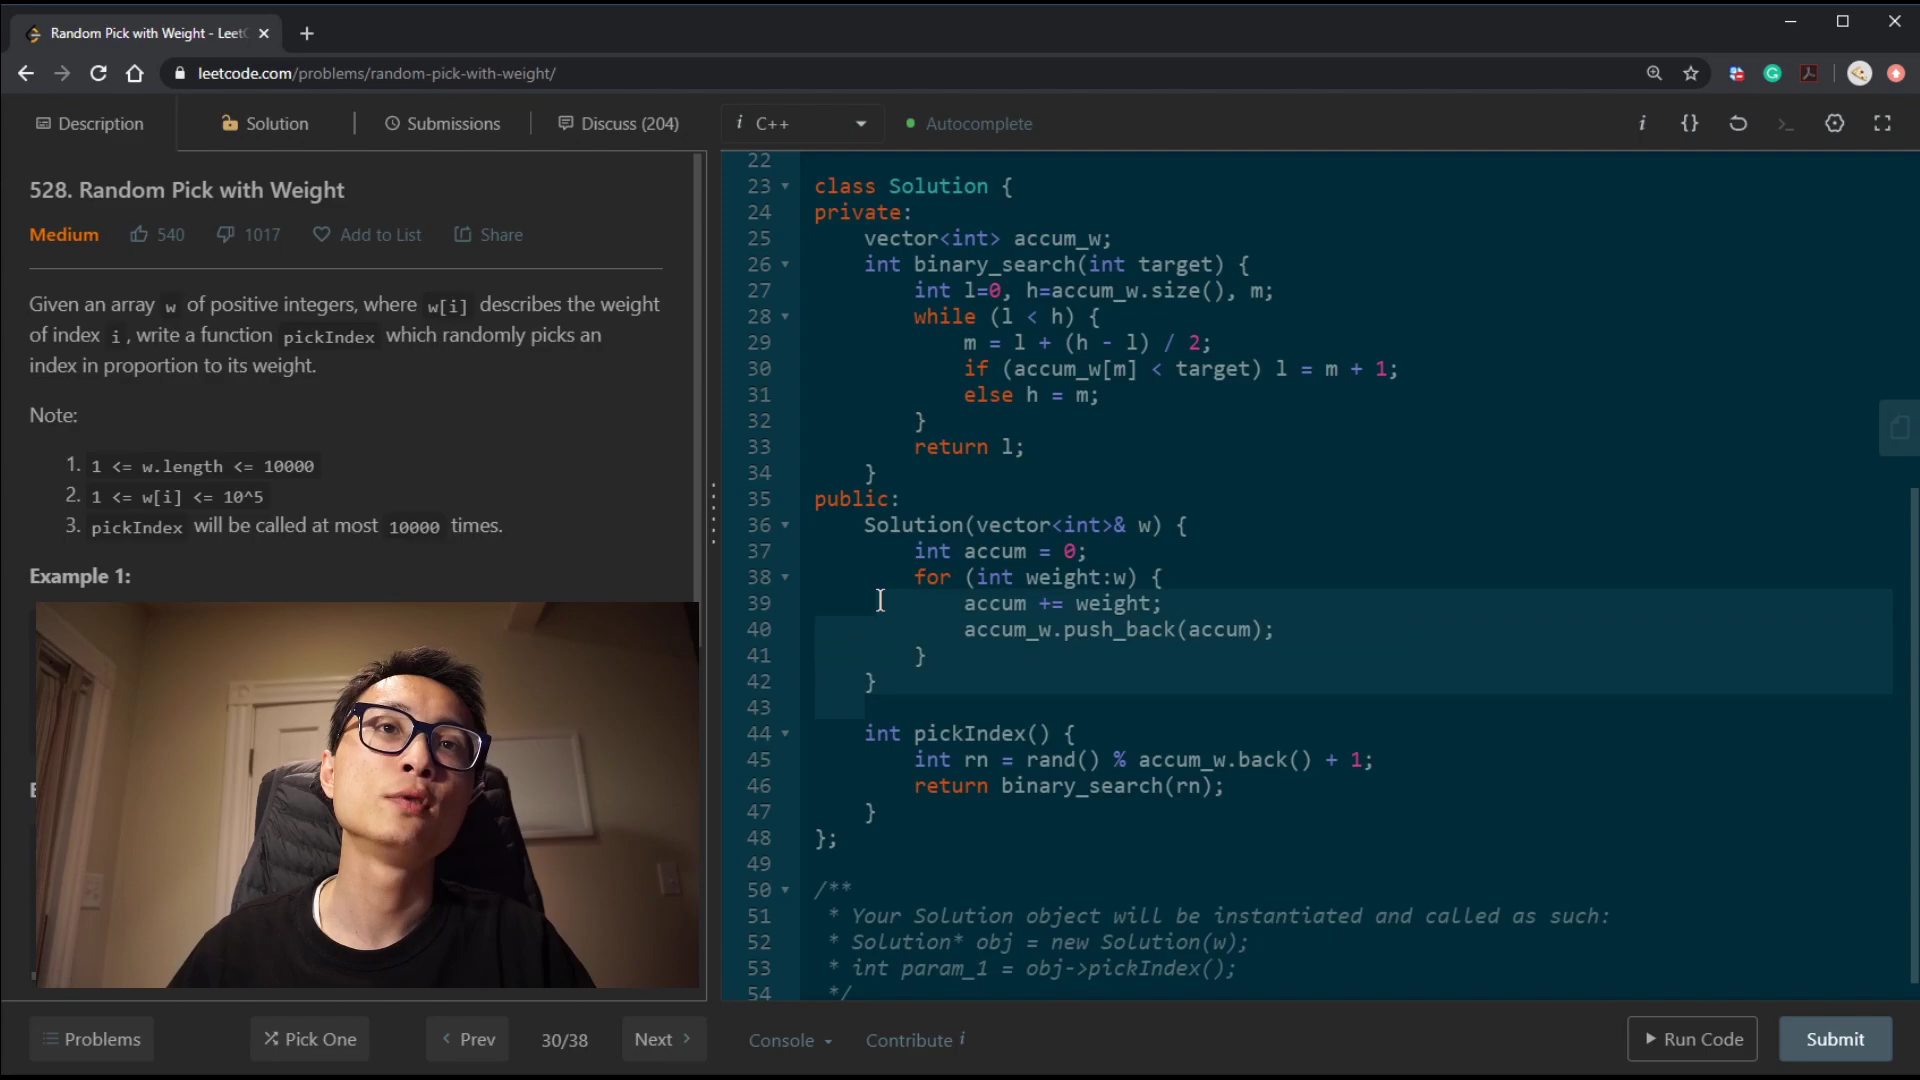 Random Pick with Weight - Leet
leetcode.com/problems/random-pick-with-weight/
Description
Solution
Submissions
Discuss (204)
i C++
Autocomplete
528. Random Pick with Weight
Medium 540 1017 Add to List Share
Given an array w of positive integers, where w[i] describes the weight
of index i, write a function pickIndex which randomly picks an
index in proportion to its weight.
Note:
1. 1 <= w.length <= 10000
2. 1 <= w[i] <= 10^5
3. pickIndex will be called at most 10000 times.
Example 1:
22
23 class Solution {
24 private:
25 vector<int> accum_w;
26 int binary_search(int target) {
27 int l=0, h=accum_w.size(), m;
28 while (l < h) {
29 m = l + (h - l) / 2;
30 if (accum_w[m] < target) l = m + 1;
31 else h = m;
32 }
33 return l;
34 }
35 public:
36 Solution(vector<int>& w) {
37 int accum = 0;
38 for (int weight:w) {
39 accum += weight;
40 accum_w.push_back(accum);
41 }
42 }
43
44 int pickIndex() {
45 int rn = rand() % accum_w.back() + 1;
46 return binary_search(rn);
47 }
48 };
49
50 /**
51 * Your Solution object will be instantiated and called as such:
52 * Solution* obj = new Solution(w);
53 * int param_1 = obj->pickIndex();
54 */
Problems
Pick One
< Prev
30/38
Next >
Console
Contribute i
Run Code
Submit